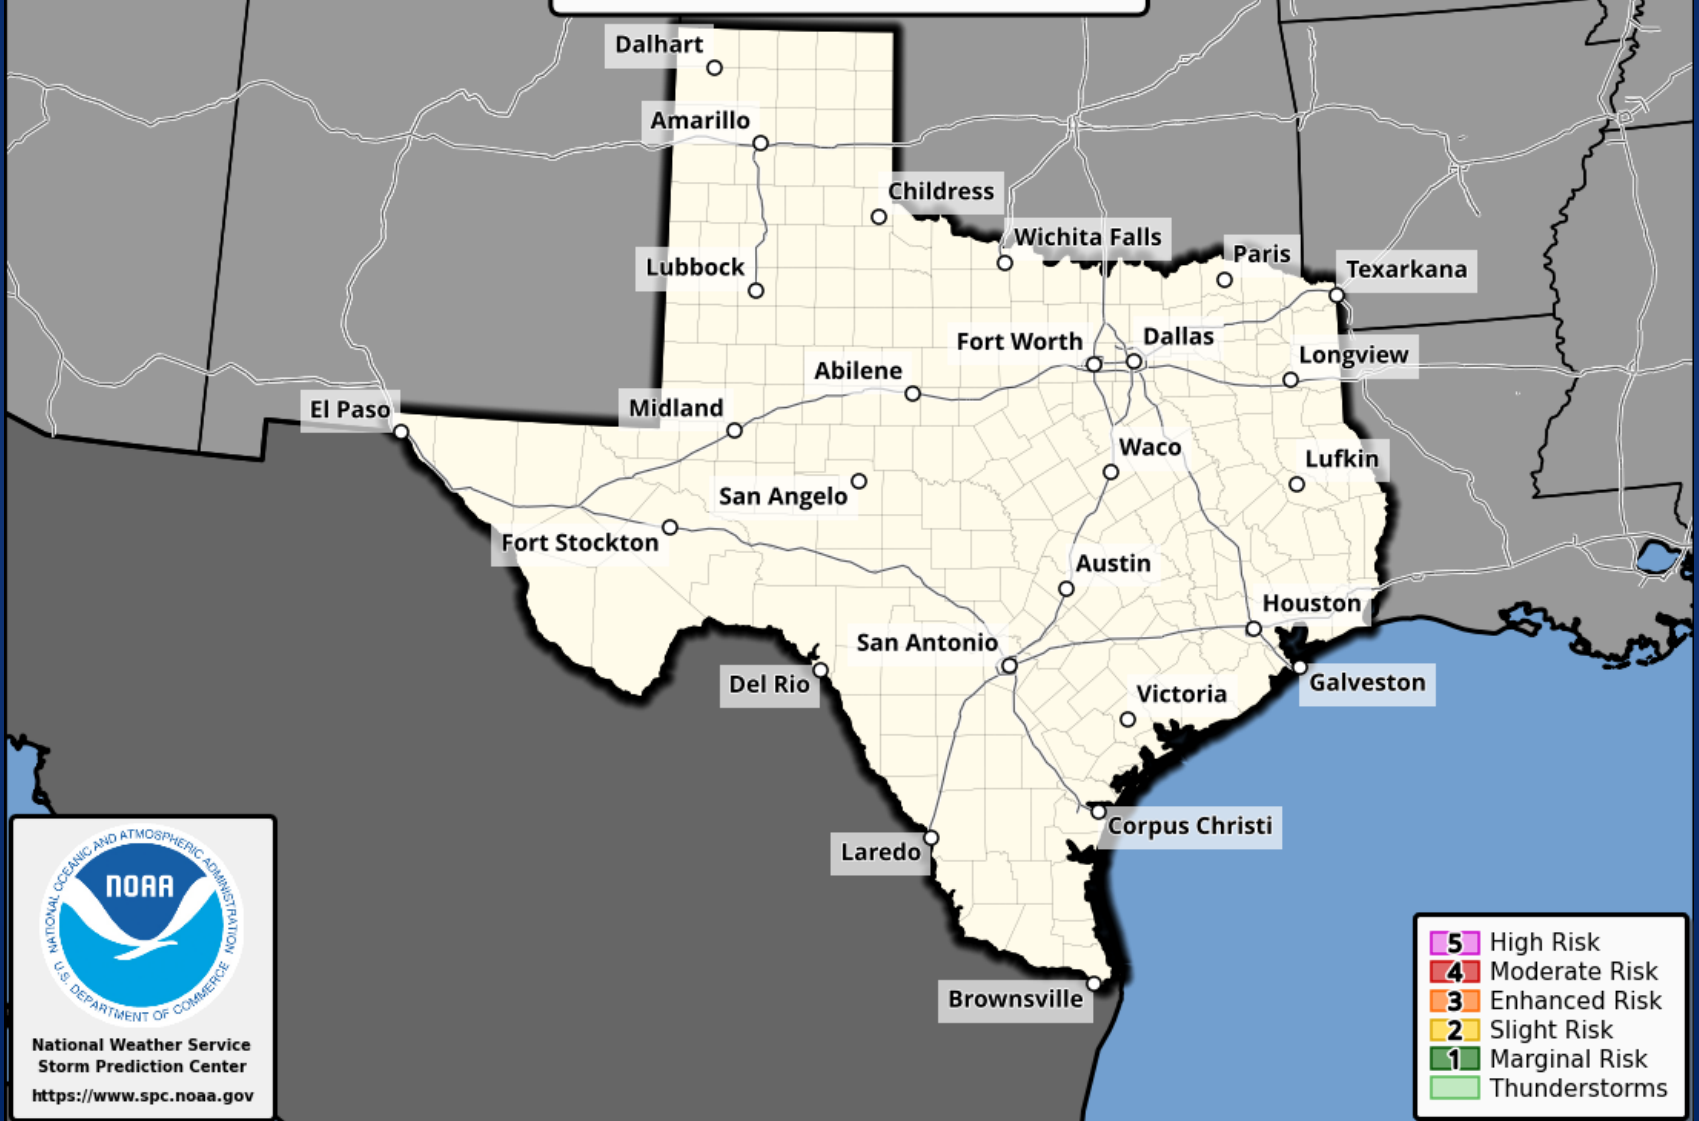 Dalhart
Amarillo
Childress
Wichita Falls
Paris
Lubbock
Texarkana
Fort Worth
Dallas
Longview
Abilene
El Paso
Midland
Waco
Lufkin
San Angelo
Fort Stockton
Austin
Houston
San Antonio
Del Rio
Galveston
Victoria
Corpus Christi
Laredo
Brownsville
NATIONAL OCEANIC AND ATMOSPHERIC ADMINISTRATION
NOAA
U.S. DEPARTMENT OF COMMERCE
National Weather Service
Storm Prediction Center
https://www.spc.noaa.gov
5 High Risk
4 Moderate Risk
3 Enhanced Risk
2 Slight Risk
1 Marginal Risk
Thunderstorms